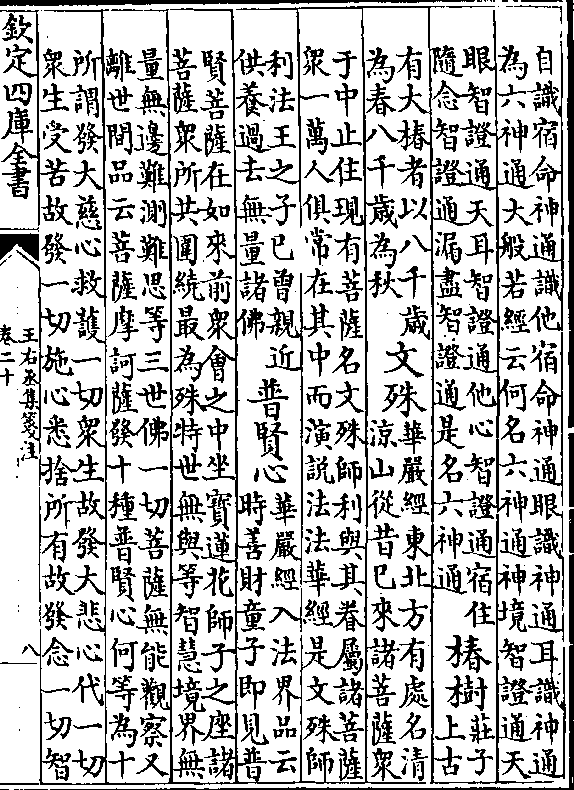 自識宿命神通識他宿命神通眼識神通耳識神通
為六神通大般若經云何名六神通神境智證通天
眼智證通天耳智證通他心智證通宿住
隨念智證通漏盡智證通是名六神通
椿樹
莊子
上古
有大椿者以八千歲
為春八千歲為秋
文殊
華嚴經東北方有處名清
涼山從昔已來諸菩薩衆
于中止住現有菩薩名文殊師利與其眷屬諸菩薩
衆一萬人俱常在其中而演説法法華經是文殊師
利法王之子已曾親近
供養過去無量諸佛
普賢心
華嚴經入法界品云
時善財童子即見普
賢菩薩在如來前衆會之中坐寶蓮花師子之座諸
菩薩衆所共圍繞最為殊特世無與等智慧境界無
量無邊難測難思等三世佛一切菩薩無能觀察又
離世間品云菩薩摩訶薩發十種普賢心何等為十
所謂發大慈心救護一切衆生故發大悲心代一切
衆生受苦故發一切施心悉捨所有故發念一切智
欽定四庫全書
王右丞集箋注
卷二十
八